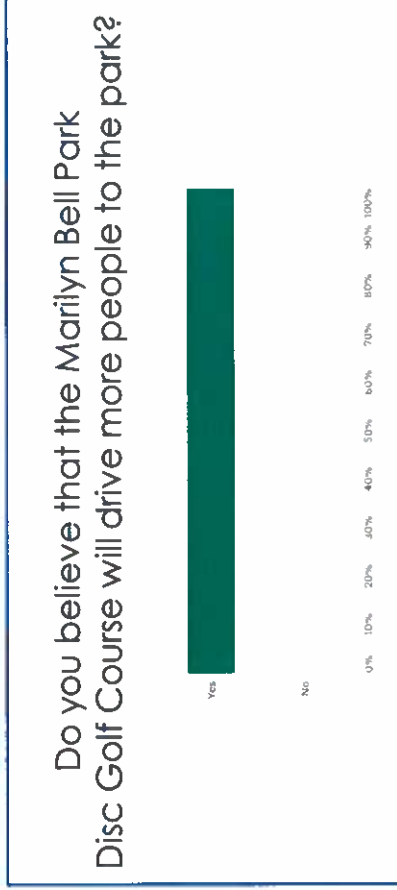 Do you believe that the Marilyn Bell Park
Disc Golf Course will drive more people to the park?
Yes
No
0% 10% 20% 30% 40% 50% 60% 70% 80% 90% 100%